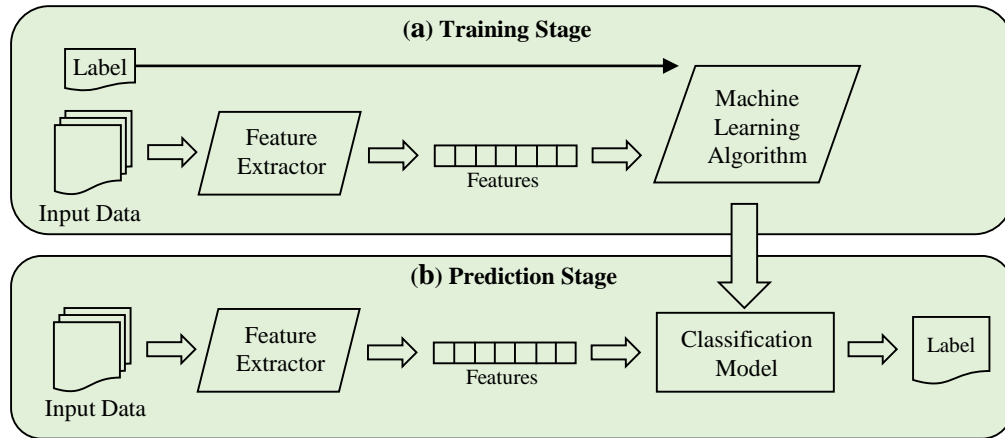 (a) Training Stage
Label
Machine
Learning
Algorithm
Feature
Extractor
Features
Input Data
(b) Prediction Stage
Feature
Extractor
Features
Classification
Model
Label
Input Data